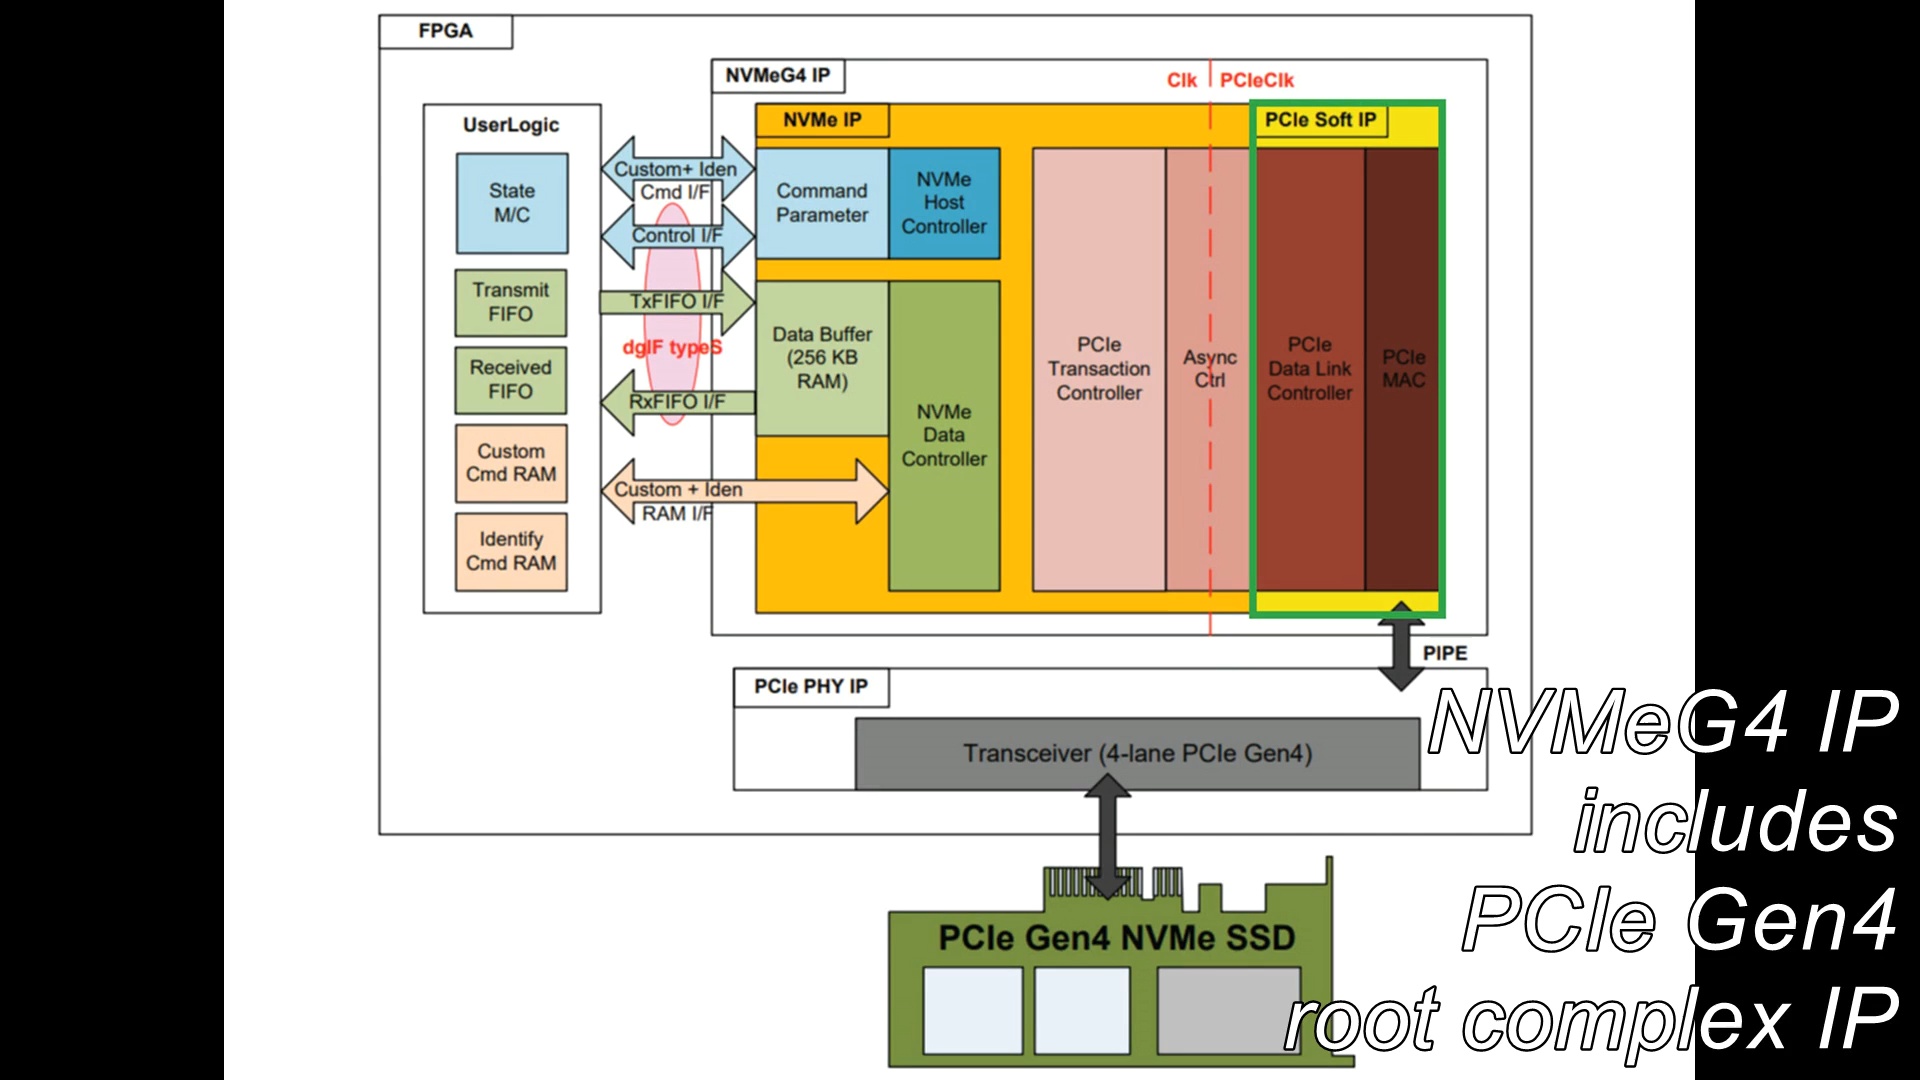 FPGA
NVMeG4 IP
Clk
PCIeClk
UserLogic
NVMe IP
PCIe Soft IP
State
M/C
Custom+ Iden
Cmd I/F
Control I/F
Command
Parameter
NVMe
Host
Controller
Transmit
FIFO
TxFIFO I/F
dgIF typeS
Received
FIFO
RxFIFO I/F
Data Buffer
(256 KB
RAM)
NVMe
Data
Controller
PCIe
Transaction
Controller
Async
Ctrl
PCIe
Data Link
Controller
PCIe
MAC
Custom
Cmd RAM
Custom + Iden
RAM I/F
Identify
Cmd RAM
PIPE
PCIe PHY IP
Transceiver (4-lane PCIe Gen4)
PCIe Gen4 NVMe SSD
NVMeG4 IP
includes
PCIe Gen4
root complex IP